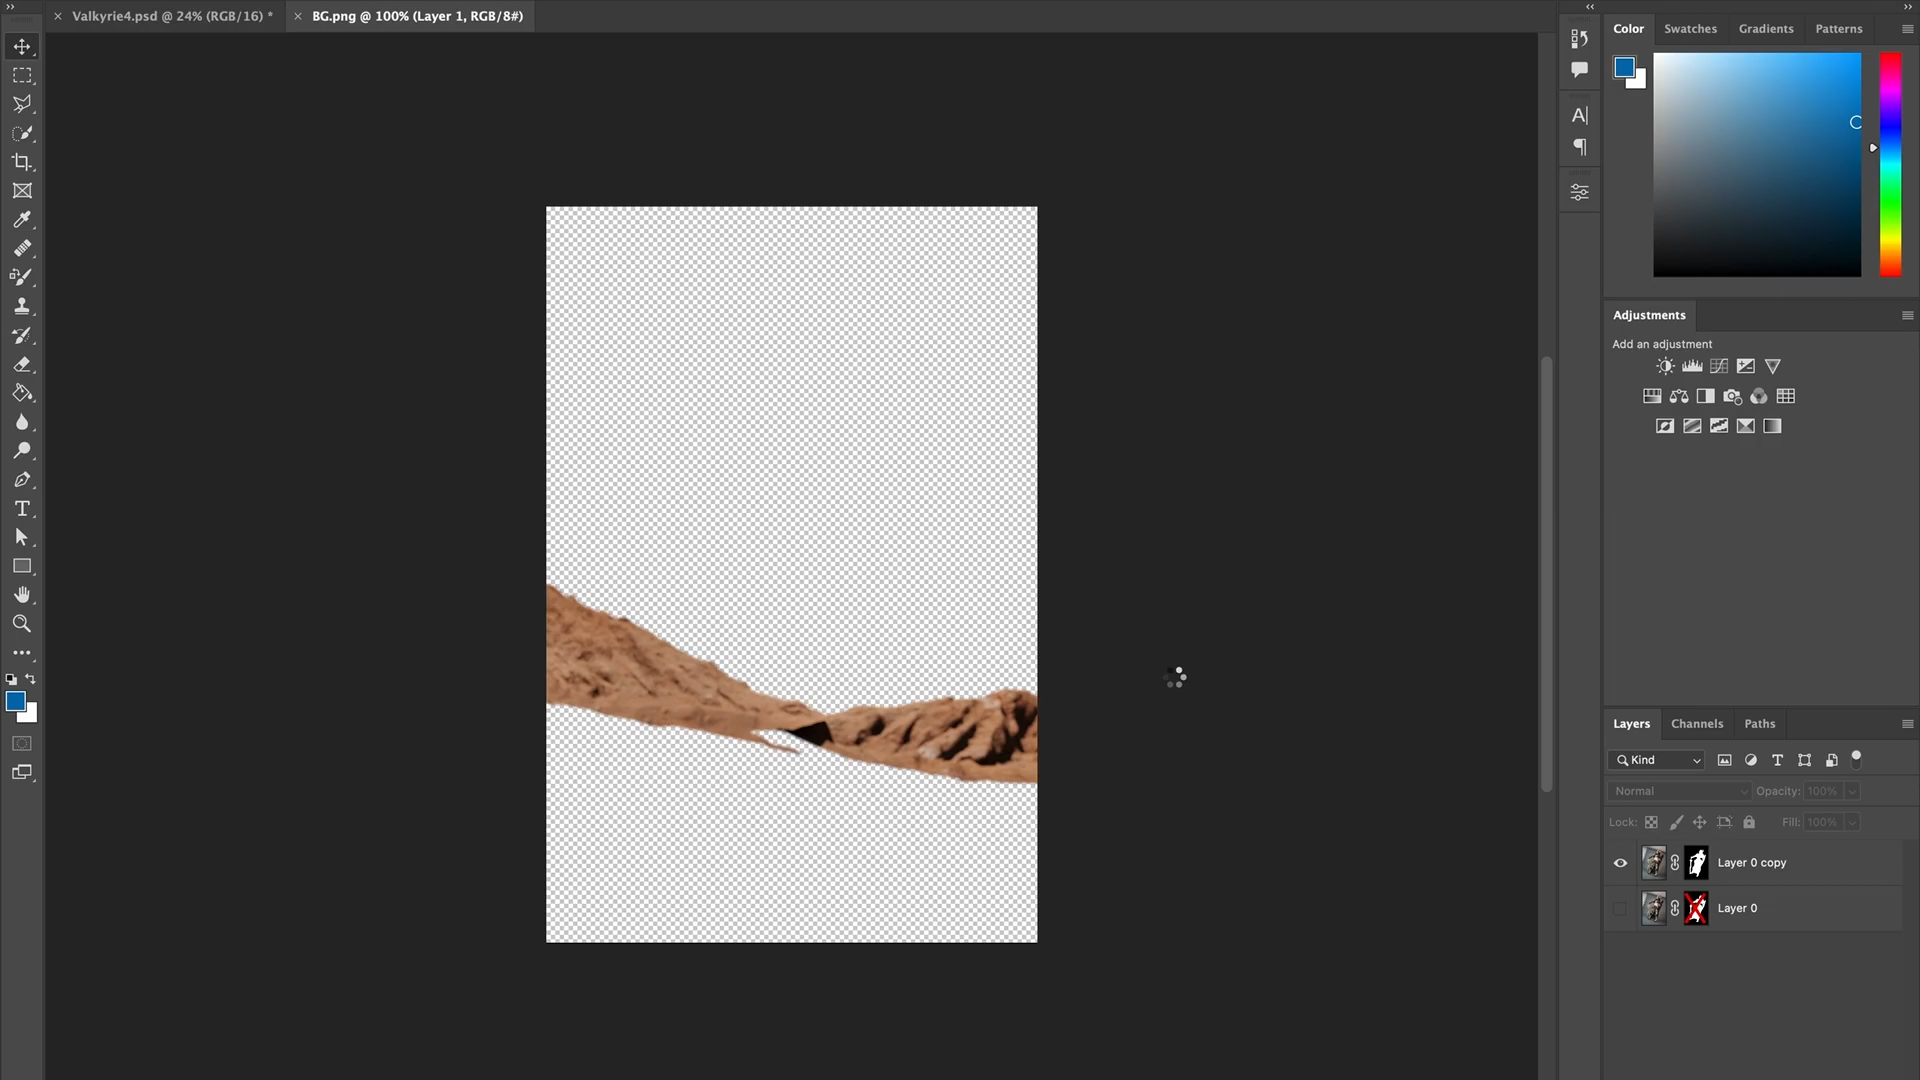 Valkyrie4.psd @ 24% (RGB/16) *
BG.png @ 100% (Layer 1, RGB/8#)
Color
Swatches
Gradients
Patterns
Adjustments
Add an adjustment
Layers
Channels
Paths
Kind
Normal
Opacity: 100%
Lock:
Fill: 100%
Layer 0 copy
Layer 0